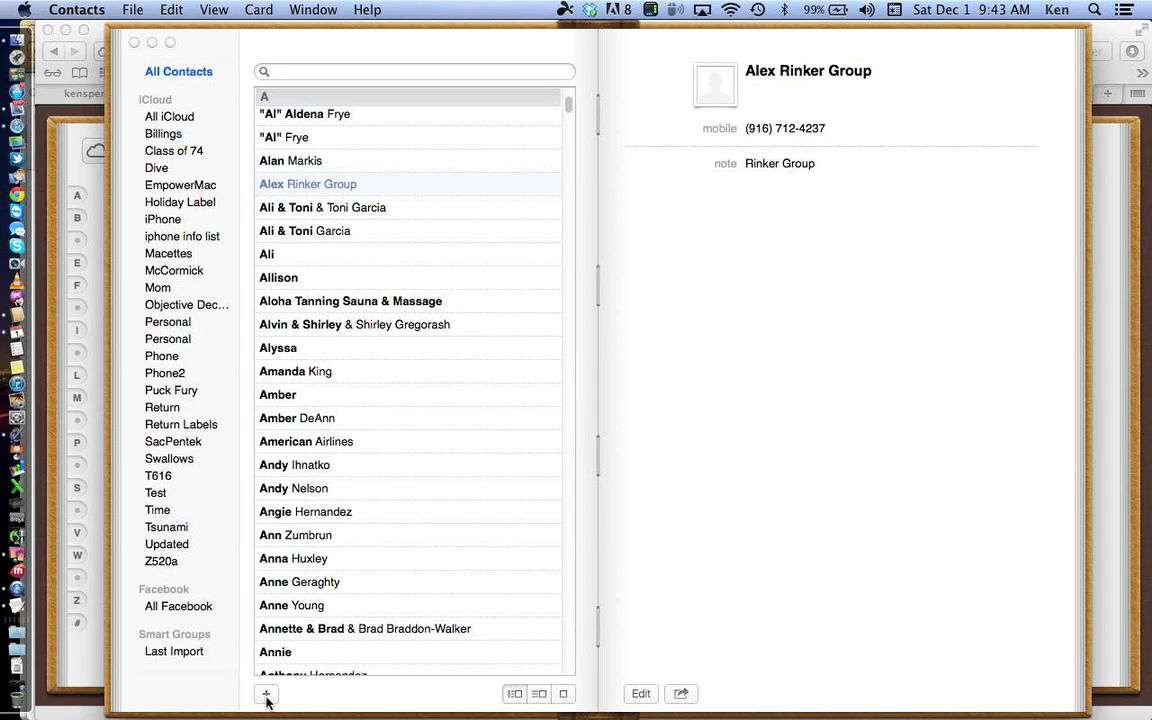 Contacts File Edit View Card Window Help 8 99% Sat Dec 1 9:43 AM Ken
kensper
All Contacts
iCloud
All iCloud
Billings
Class of 74
Dive
EmpowerMac
Holiday Label
iPhone
iphone info list
Macettes
McCormick
Mom
Objective Dec...
Personal
Personal
Phone
Phone2
Puck Fury
Return
Return Labels
SacPentek
Swallows
T616
Test
Time
Tsunami
Updated
Z520a
Facebook
All Facebook
Smart Groups
Last Import
A
B
E
F
I
L
M
P
S
V
W
Z
#
A
"Al" Aldena Frye
"Al" Frye
Alan Markis
Alex Rinker Group
Ali & Toni & Toni Garcia
Ali & Toni Garcia
Ali
Allison
Aloha Tanning Sauna & Massage
Alvin & Shirley & Shirley Gregorash
Alyssa
Amanda King
Amber
Amber DeAnn
American Airlines
Andy Ihnatko
Andy Nelson
Angie Hernandez
Ann Zumbrun
Anna Huxley
Anne Geraghty
Anne Young
Annette & Brad & Brad Braddon-Walker
Annie
Anthony Hernandez
Alex Rinker Group
mobile (916) 712-4237
note Rinker Group
Edit